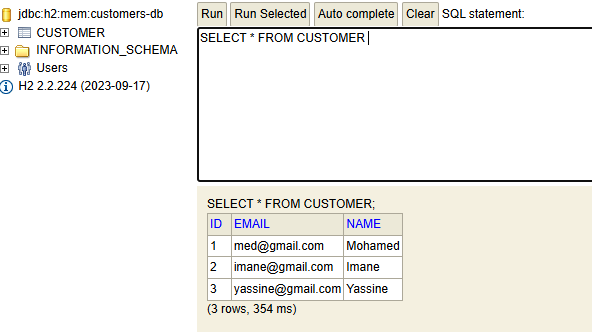 jdbc:h2:mem:customers-db
CUSTOMER
INFORMATION_SCHEMA
Users
H2 2.2.224 (2023-09-17)
Run Run Selected Auto complete Clear SQL statement:
SELECT * FROM CUSTOMER
SELECT * FROM CUSTOMER;
ID EMAIL NAME
1 med@gmail.com Mohamed
2 imane@gmail.com Imane
3 yassine@gmail.com Yassine
(3 rows, 354 ms)